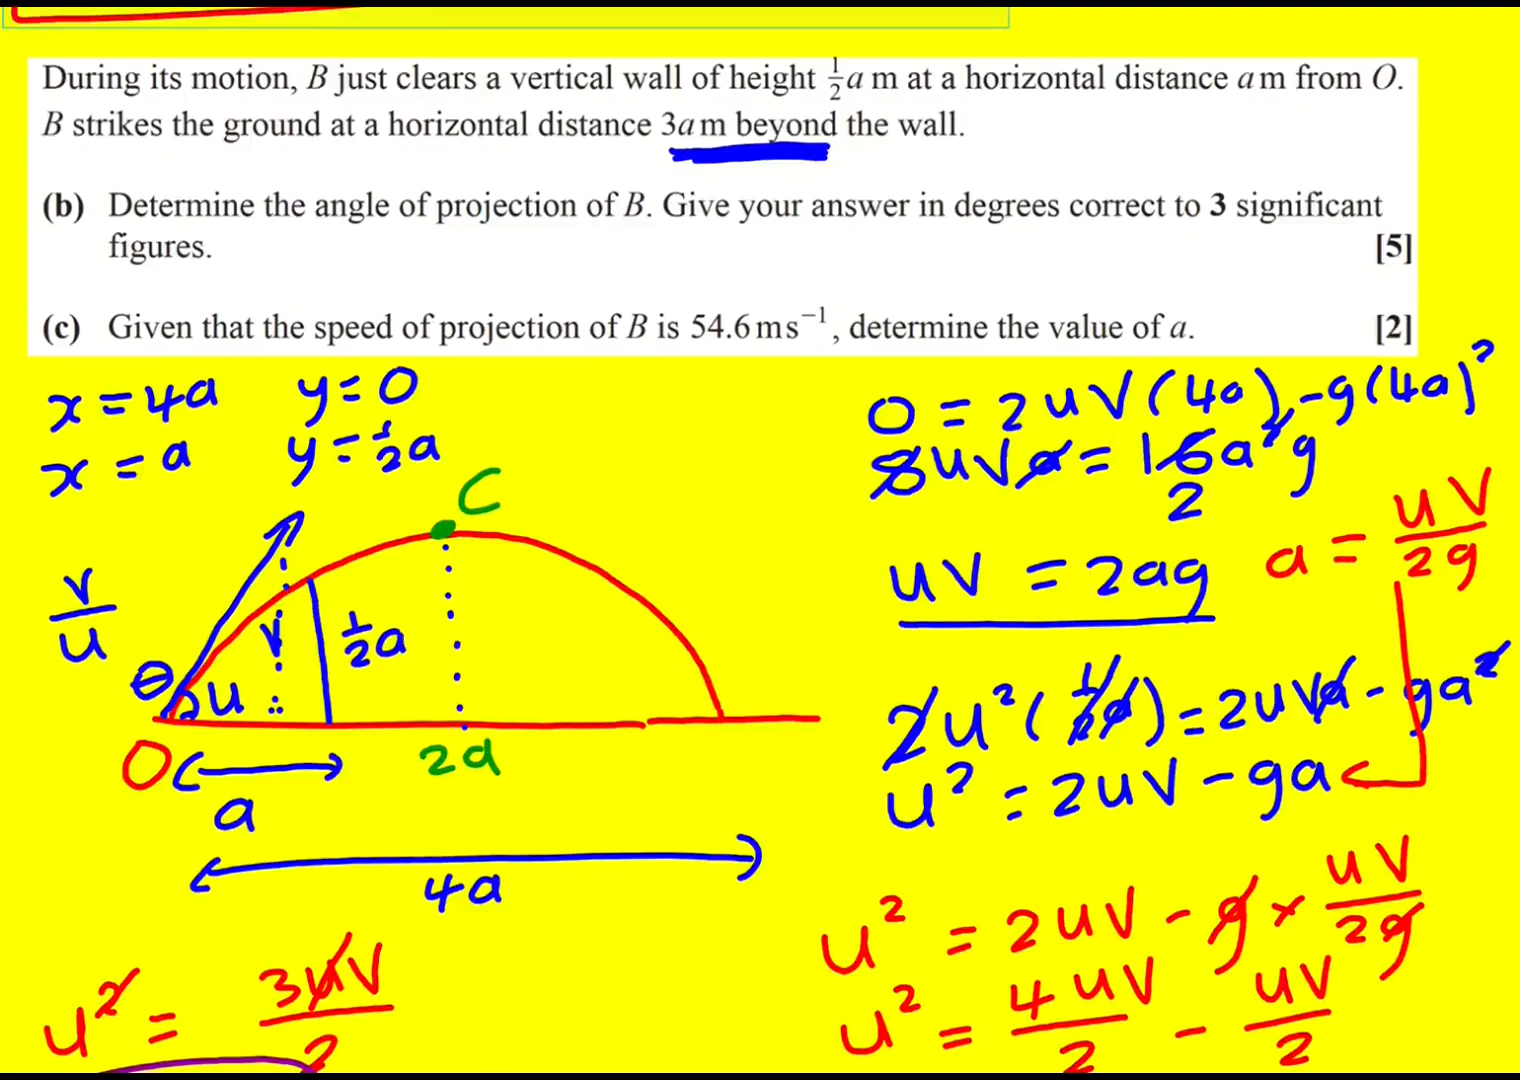 During its motion, B just clears a vertical wall of height ½a m at a horizontal distance a m from O.
B strikes the ground at a horizontal distance 3a m beyond the wall.
(b) Determine the angle of projection of B. Give your answer in degrees correct to 3 significant
figures. [5]
(c) Given that the speed of projection of B is 54.6 m s⁻¹, determine the value of a. [2]
x = 4a y = 0
x = a y = ½a
C
v/u
θ u v ½a
O a 2a
4a
0 = 2uv(4a) - g(4a)²
8uva = 16a²g
2
uv = 2ag a = uv/2g
2u²(½a) = 2uva - ga²
u² = 2uv - ga
u² = 2uv - g × uv/2g
u² = 4uv/2 - uv/2
u² = 3uv/2